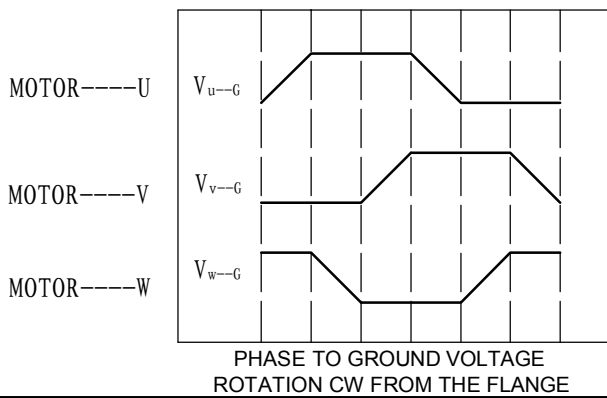 MOTOR----U Vu--G
MOTOR----V Vv--G
MOTOR----W Vw--G
PHASE TO GROUND VOLTAGE
ROTATION CW FROM THE FLANGE